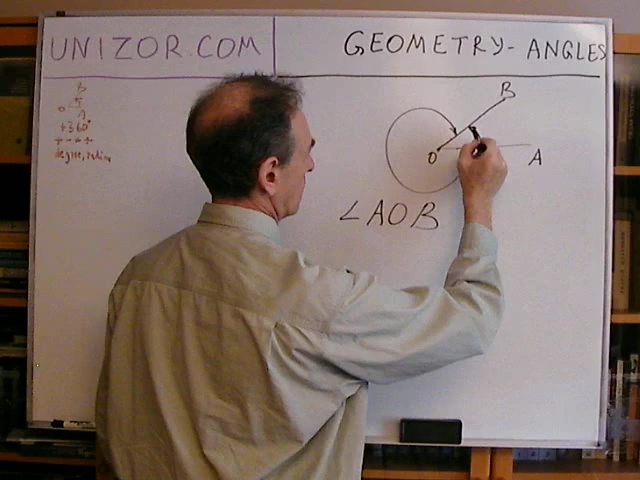 UNIZOR.COM
GEOMETRY-ANGLES
B
O
A
+360°
degree, radian
B
O
A
∠AOB